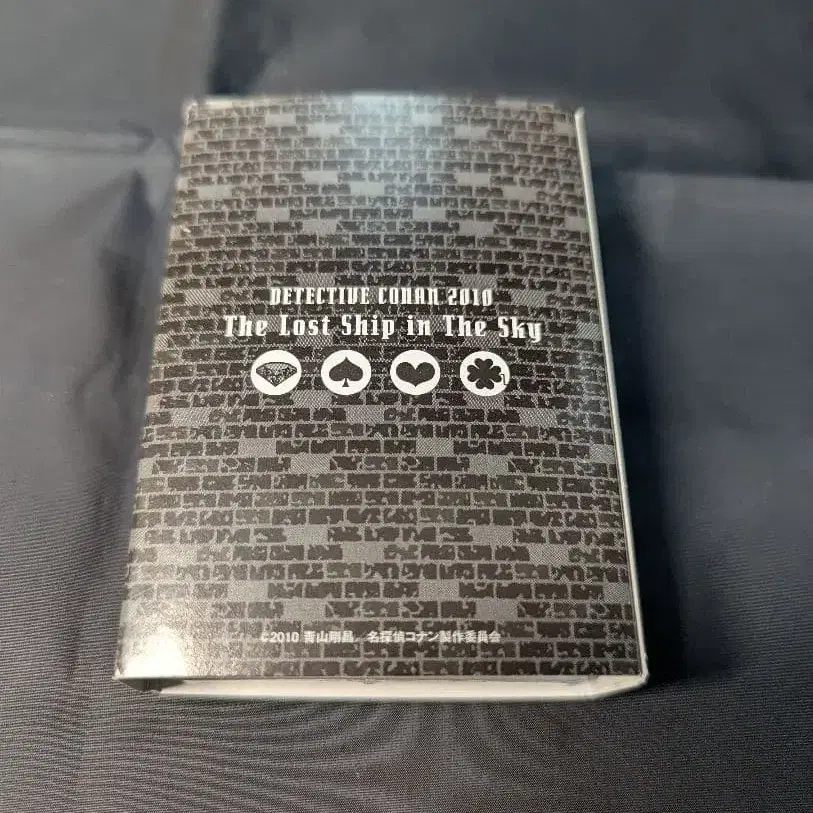 DETECTIVE CONAN 2010
The Lost Ship in The Sky
©2010 青山剛昌／名探偵コナン製作委員会